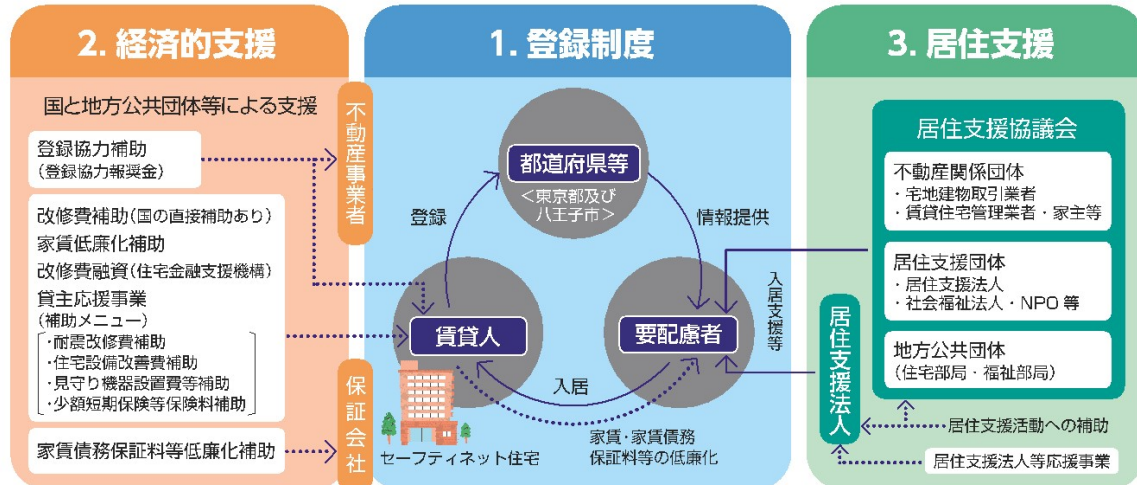 2. 経済的支援
国と地方公共団体等による支援
登録協力補助
(登録協力報奨金)
改修費補助(国の直接補助あり)
家賃低廉化補助
改修費融資(住宅金融支援機構)
貸主応援事業
(補助メニュー)
・耐震改修費補助
・住宅設備改善費補助
・見守り機器設置費等補助
・少額短期保険等保険料補助
家賃債務保証料等低廉化補助
不動産事業者
保証会社
1. 登録制度
都道府県等
<東京都及び
八王子市>
登録
情報提供
賃貸人
要配慮者
入居
家賃・家賃債務
保証料等の低廉化
セーフティネット住宅
入居支援等
3. 居住支援
居住支援協議会
不動産関係団体
・宅地建物取引業者
・賃貸住宅管理業者・家主等
居住支援団体
・居住支援法人
・社会福祉法人・NPO 等
地方公共団体
(住宅部局・福祉部局)
居住支援法人
居住支援活動への補助
居住支援法人等応援事業